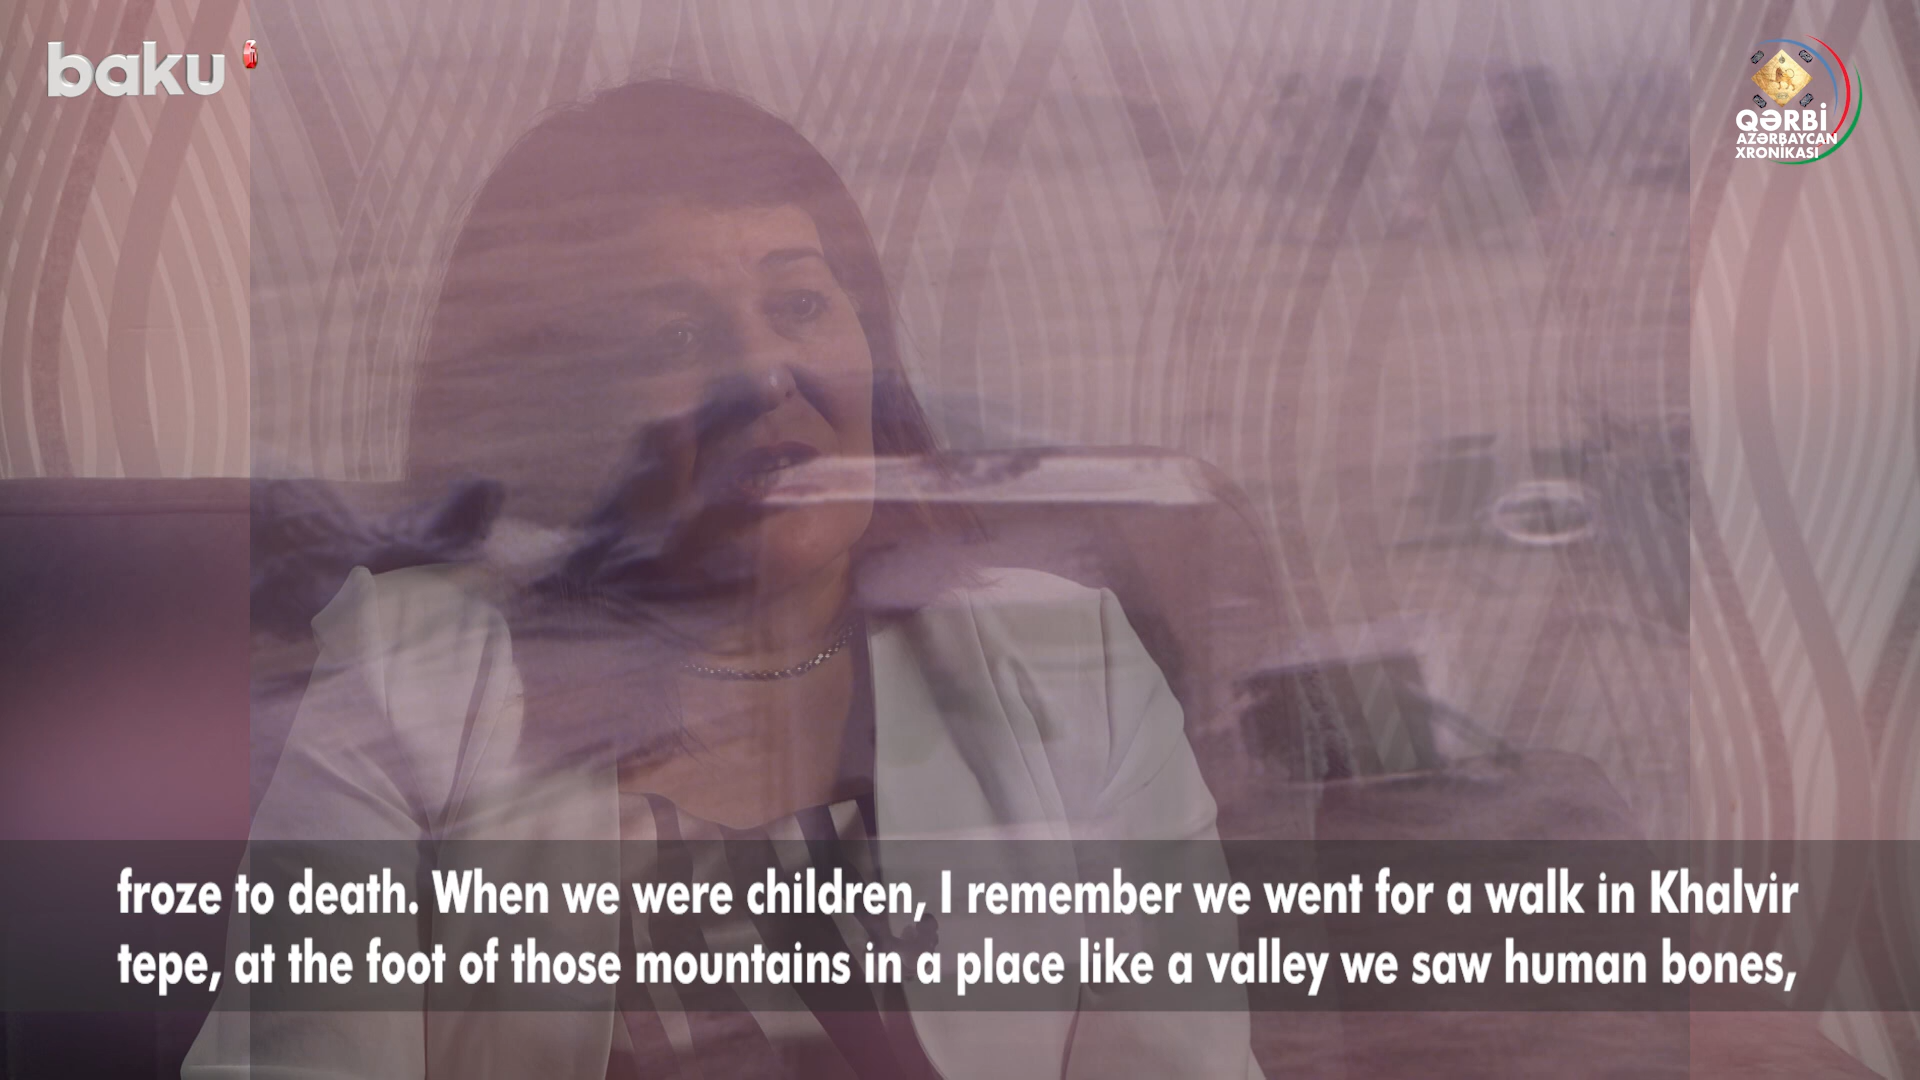 baku
QƏRBİ
AZƏRBAYCAN
XRONİKASI
froze to death. When we were children, I remember we went for a walk in Khalvir
tepe, at the foot of those mountains in a place like a valley we saw human bones,